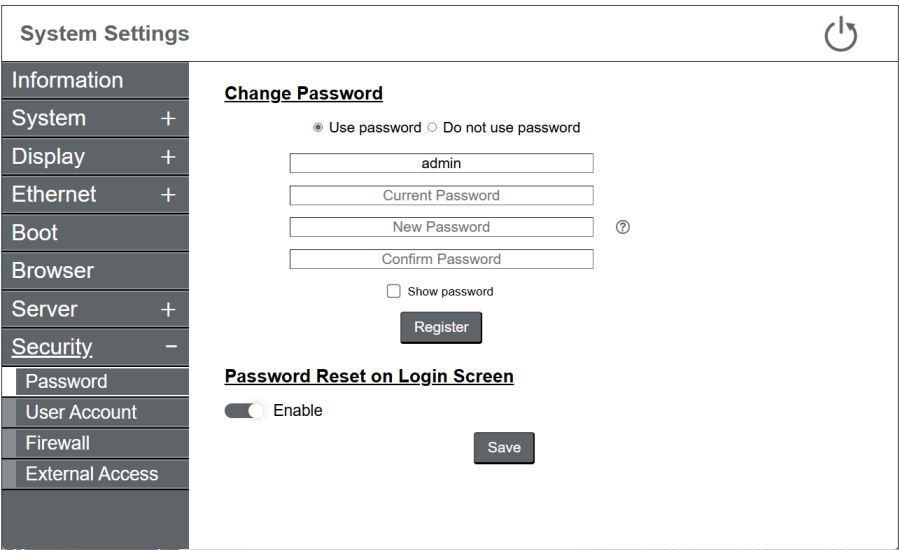 System Settings
Information
System +
Display +
Ethernet +
Boot
Browser
Server +
Security −
Password
User Account
Firewall
External Access
Change Password
Use password Do not use password
admin
Current Password
New Password ?
Confirm Password
Show password
Register
Password Reset on Login Screen
Enable
Save